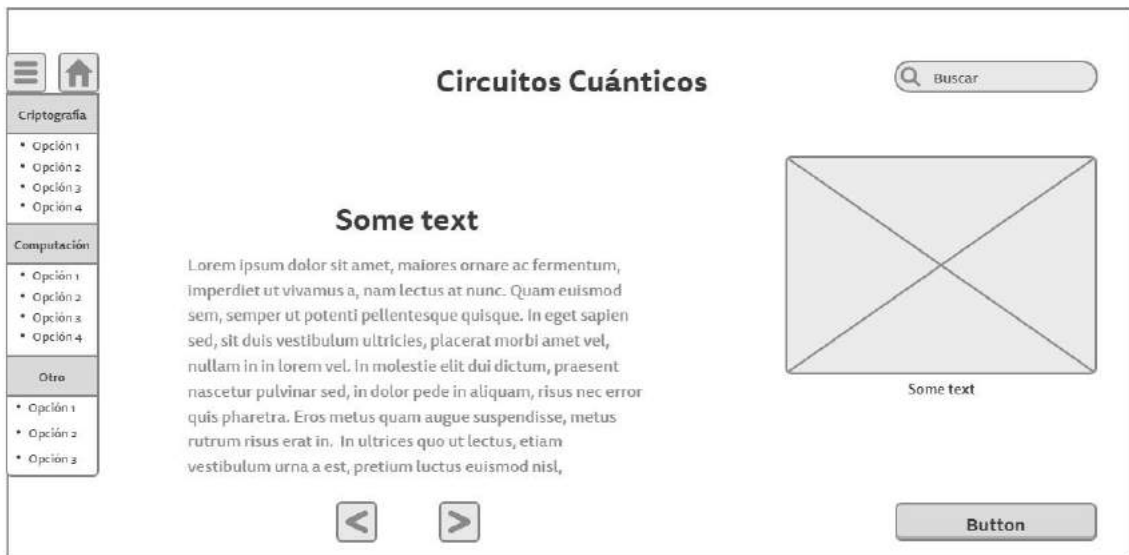 Circuitos Cuánticos
Buscar
Criptografía
• Opción 1
• Opción 2
• Opción 3
• Opción 4
Computación
• Opción 1
• Opción 2
• Opción 3
• Opción 4
Otro
• Opción 1
• Opción 2
• Opción 3
Some text
Lorem ipsum dolor sit amet, maiores ornare ac fermentum,
imperdiet ut vivamus a, nam lectus at nunc. Quam euismod
sem, semper ut potenti pellentesque quisque. In eget sapien
sed, sit duis vestibulum ultricies, placerat morbi amet vel,
nullam in in lorem vel. In molestie elit dui dictum, praesent
nascetur pulvinar sed, in dolor pede in aliquam, risus nec error
quis pharetra. Eros metus quam augue suspendisse, metus
rutrum risus erat in. In ultrices quo ut lectus, etiam
vestibulum urna a est, pretium luctus euismod nisl,
Some text
< >
Button